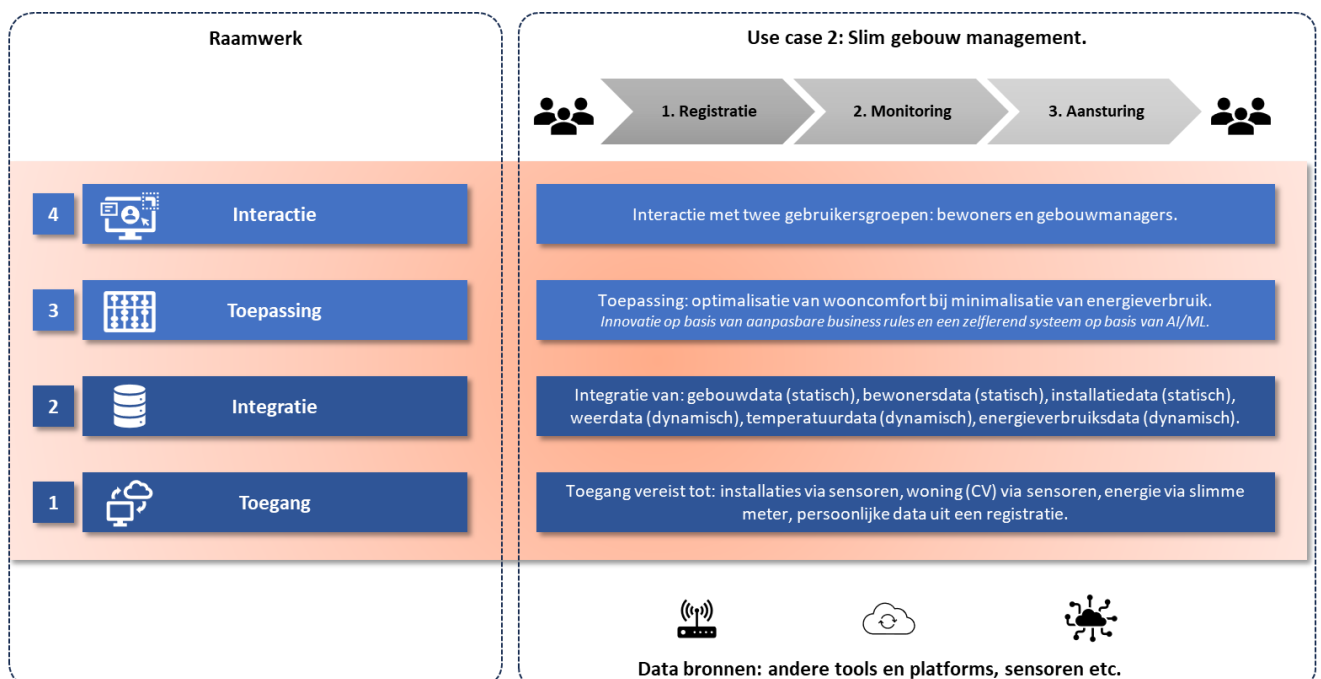 Raamwerk
Use case 2: Slim gebouw management.
1. Registratie
2. Monitoring
3. Aansturing
4
Interactie
Interactie met twee gebruikersgroepen: bewoners en gebouwmanagers.
3
Toepassing
Toepassing: optimalisatie van wooncomfort bij minimalisatie van energieverbruik.
Innovatie op basis van aanpasbare business rules en een zelflerend systeem op basis van AI/ML.
2
Integratie
Integratie van: gebouwdata (statisch), bewonersdata (statisch), installatiedata (statisch),
weerdata (dynamisch), temperatuurdata (dynamisch), energieverbruiksdata (dynamisch).
1
Toegang
Toegang vereist tot: installaties via sensoren, woning (CV) via sensoren, energie via slimme
meter, persoonlijke data uit een registratie.
Data bronnen: andere tools en platforms, sensoren etc.